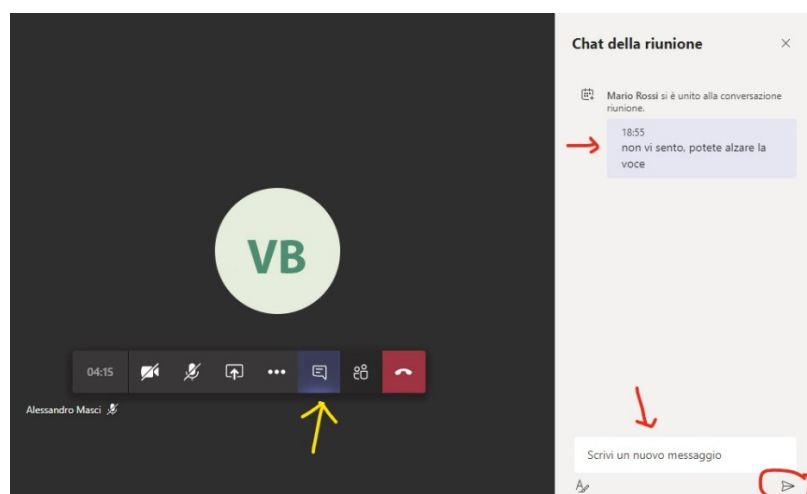 Chat della riunione
Mario Rossi si è unito alla conversazione
riunione.
18:55
non vi sento, potete alzare la
voce
VB
04:15
Alessandro Masci
Scrivi un nuovo messaggio